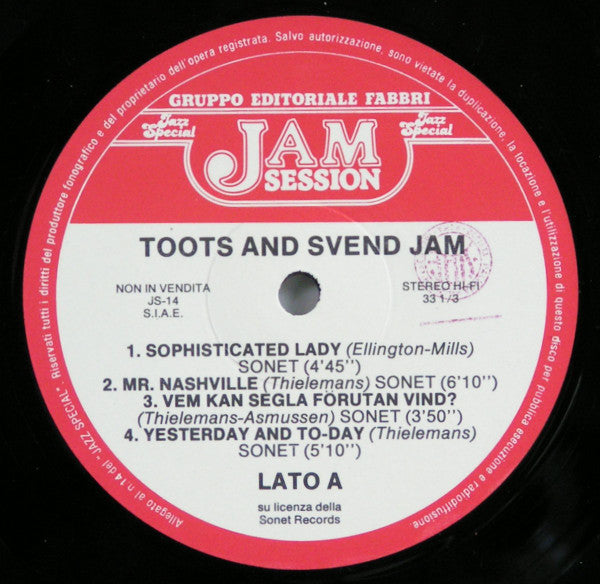 Riservati tutti i diritti del produttore fonografico e del proprietario dell'opera registrata. Salvo autorizzazione, sono vietate la duplicazione, la locazione e l'utilizzazione di questo disco per pubblica esecuzione e radiodiffusione
GRUPPO EDITORIALE FABBRI
Jazz Special
Jazz Special
JAM
SESSION
TOOTS AND SVEND JAM
NON IN VENDITA
JS-14
S.I.A.E.
STEREO HI-FI
33 1/3
1. SOPHISTICATED LADY (Ellington-Mills)
SONET (4'45'')
2. MR. NASHVILLE (Thielemans) SONET (6'10'')
3. VEM KAN SEGLA FÖRUTAN VIND?
(Thielemans-Asmussen) SONET (3'50'')
4. YESTERDAY AND TO-DAY (Thielemans)
SONET (5'10'')
LATO A
su licenza della
Sonet Records
Allegato al n. 14 del "JAZZ SPECIAL"